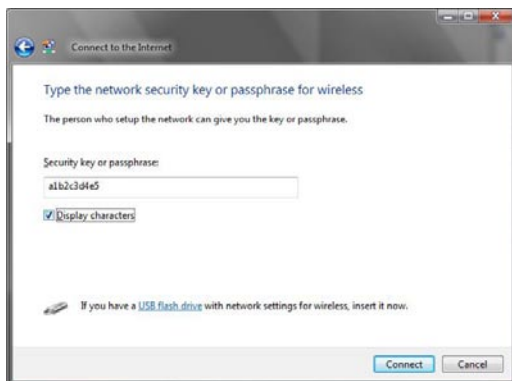 Connect to the Internet
Type the network security key or passphrase for wireless
The person who setup the network can give you the key or passphrase.
Security key or passphrase:
a1b2c3d4e5
Display characters
If you have a USB flash drive with network settings for wireless, insert it now.
Connect Cancel